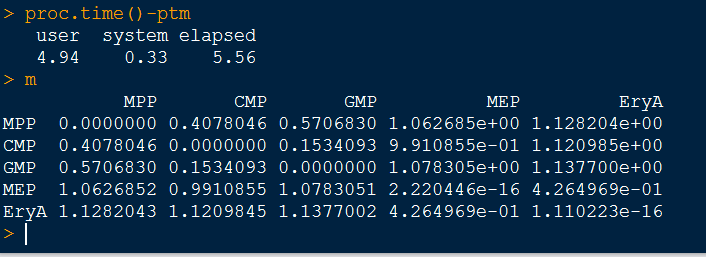 > proc.time()-ptm
   user  system elapsed
   4.94    0.33    5.56
> m
           MPP       CMP       GMP          MEP         EryA
MPP  0.0000000 0.4078046 0.5706830 1.062685e+00 1.128204e+00
CMP  0.4078046 0.0000000 0.1534093 9.910855e-01 1.120985e+00
GMP  0.5706830 0.1534093 0.0000000 1.078305e+00 1.137700e+00
MEP  1.0626852 0.9910855 1.0783051 2.220446e-16 4.264969e-01
EryA 1.1282043 1.1209845 1.1377002 4.264969e-01 1.110223e-16
>